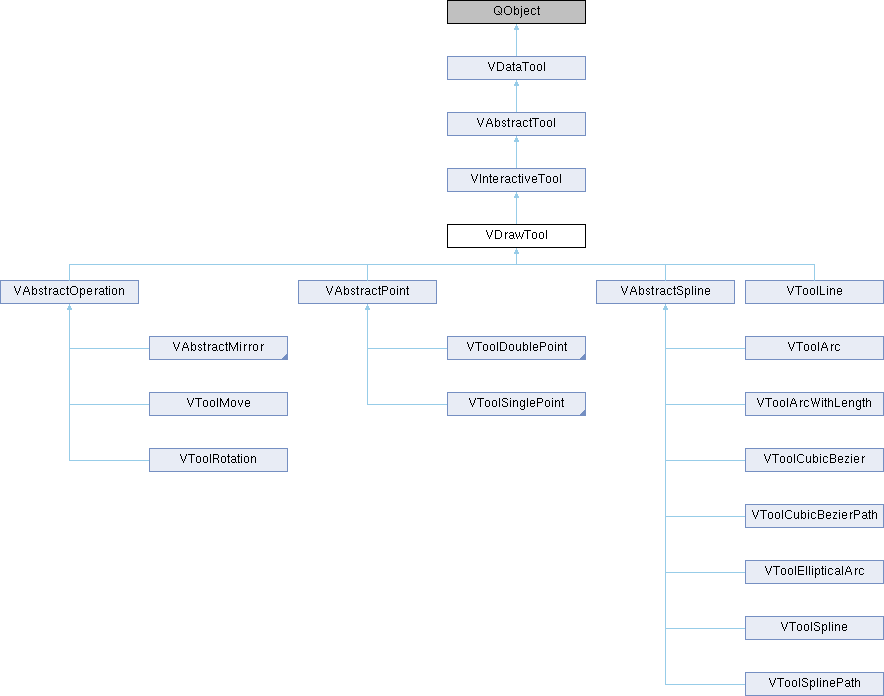 QObject
VDataTool
VAbstractTool
VInteractiveTool
VDrawTool
VAbstractOperation
VAbstractPoint
VAbstractSpline
VToolLine
VAbstractMirror
VToolDoublePoint
VToolArc
VToolMove
VToolSinglePoint
VToolArcWithLength
VToolRotation
VToolCubicBezier
VToolCubicBezierPath
VToolEllipticalArc
VToolSpline
VToolSplinePath